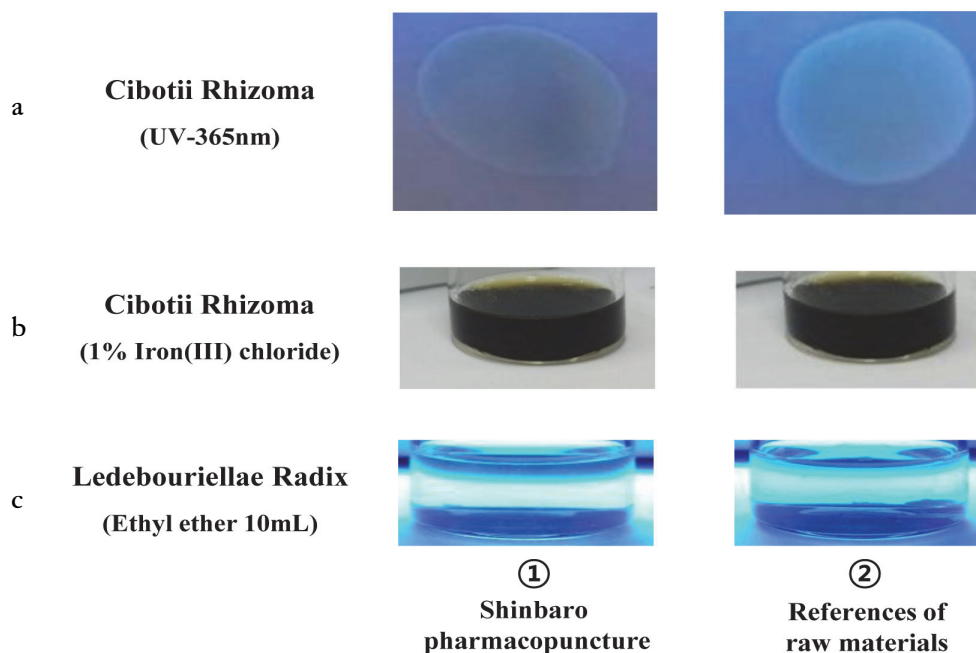 a
Cibotii Rhizoma
(UV-365nm)
b
Cibotii Rhizoma
(1% Iron(III) chloride)
c
Ledebouriellae Radix
(Ethyl ether 10mL)
①
Shinbaro
pharmacopuncture
②
References of
raw materials